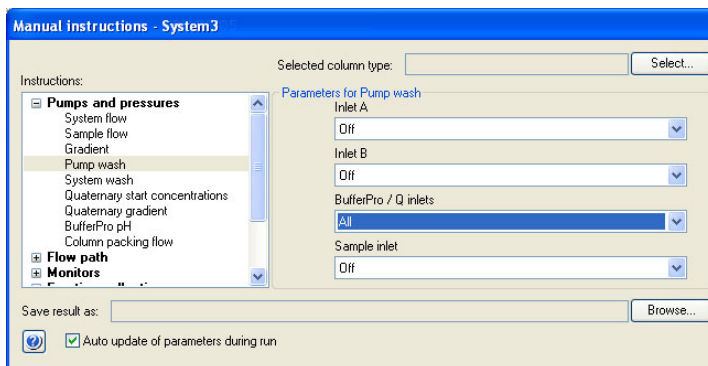 Manual instructions - System3
Selected column type:
Select...
Instructions:
Pumps and pressures
System flow
Sample flow
Gradient
Pump wash
System wash
Quaternary start concentrations
Quaternary gradient
BufferPro pH
Column packing flow
Flow path
Monitors
Parameters for Pump wash
Inlet A
Off
Inlet B
Off
BufferPro / Q inlets
All
Sample inlet
Off
Save result as:
Browse...
Auto update of parameters during run